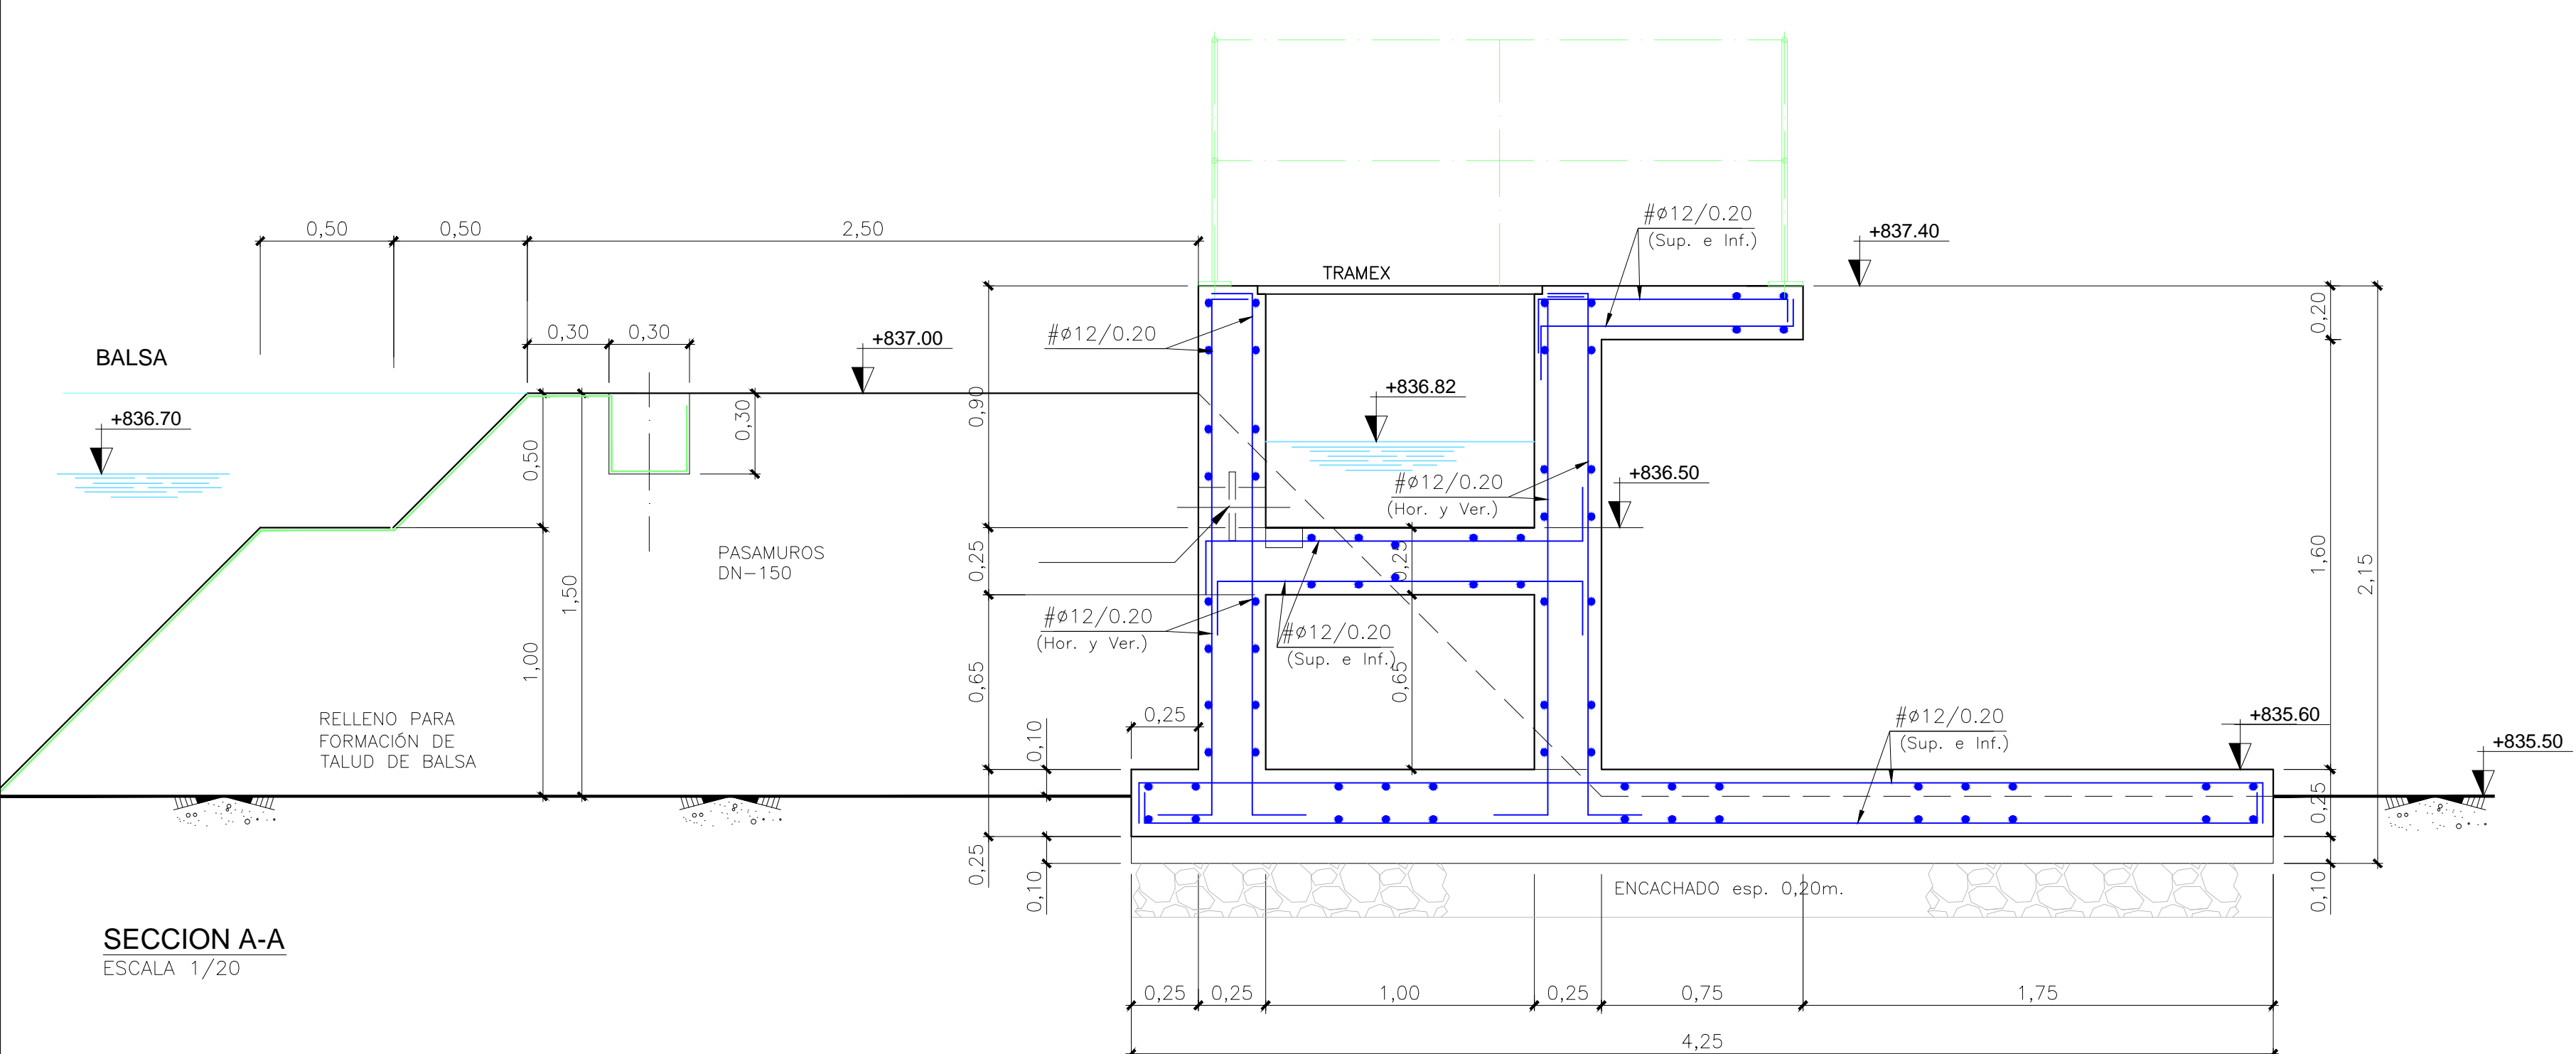 #ø12/0.20
(Sup. e Inf.)
0,50
0,50
2,50
+837.40
TRAMEX
0,20
0,30
0,30
#ø12/0.20
+837.00
BALSA
+836.70
0,30
0,90
+836.82
0,50
#ø12/0.20
(Hor. y Ver.)
+836.50
PASAMUROS
DN-150
0,25
0,25
1,50
1,60
2,15
#ø12/0.20
(Hor. y Ver.)
#ø12/0.20
(Sup. e Inf.)
1,00
0,65
0,65
RELLENO PARA
FORMACIÓN DE
TALUD DE BALSA
0,25
0,10
#ø12/0.20
(Sup. e Inf.)
+835.60
+835.50
0,25
0,25
0,10
0,10
ENCACHADO esp. 0,20m.
SECCION A-A
ESCALA 1/20
0,25
0,25
1,00
0,25
0,75
1,75
4,25